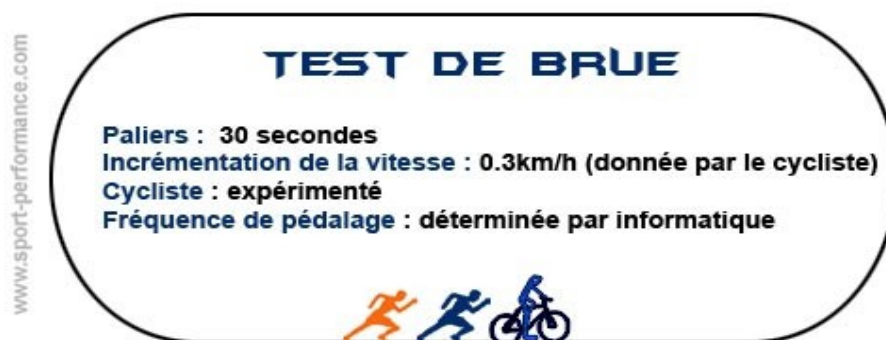 www.sport-performance.com
TEST DE BRUE
Paliers : 30 secondes
Incrémentation de la vitesse : 0.3km/h (donnée par le cycliste)
Cycliste : expérimenté
Fréquence de pédalage : déterminée par informatique